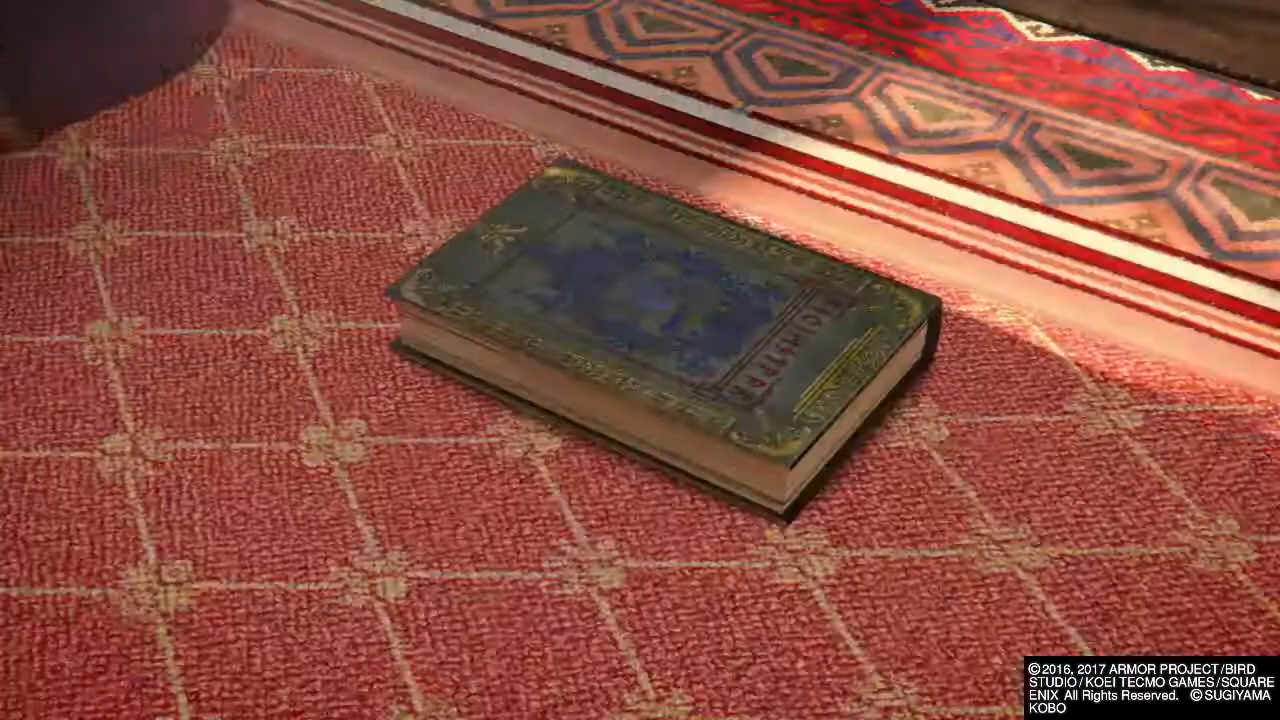 ©2016, 2017 ARMOR PROJECT/BIRD
STUDIO/KOEI TECMO GAMES/SQUARE
ENIX All Rights Reserved. ©SUGIYAMA
KOBO